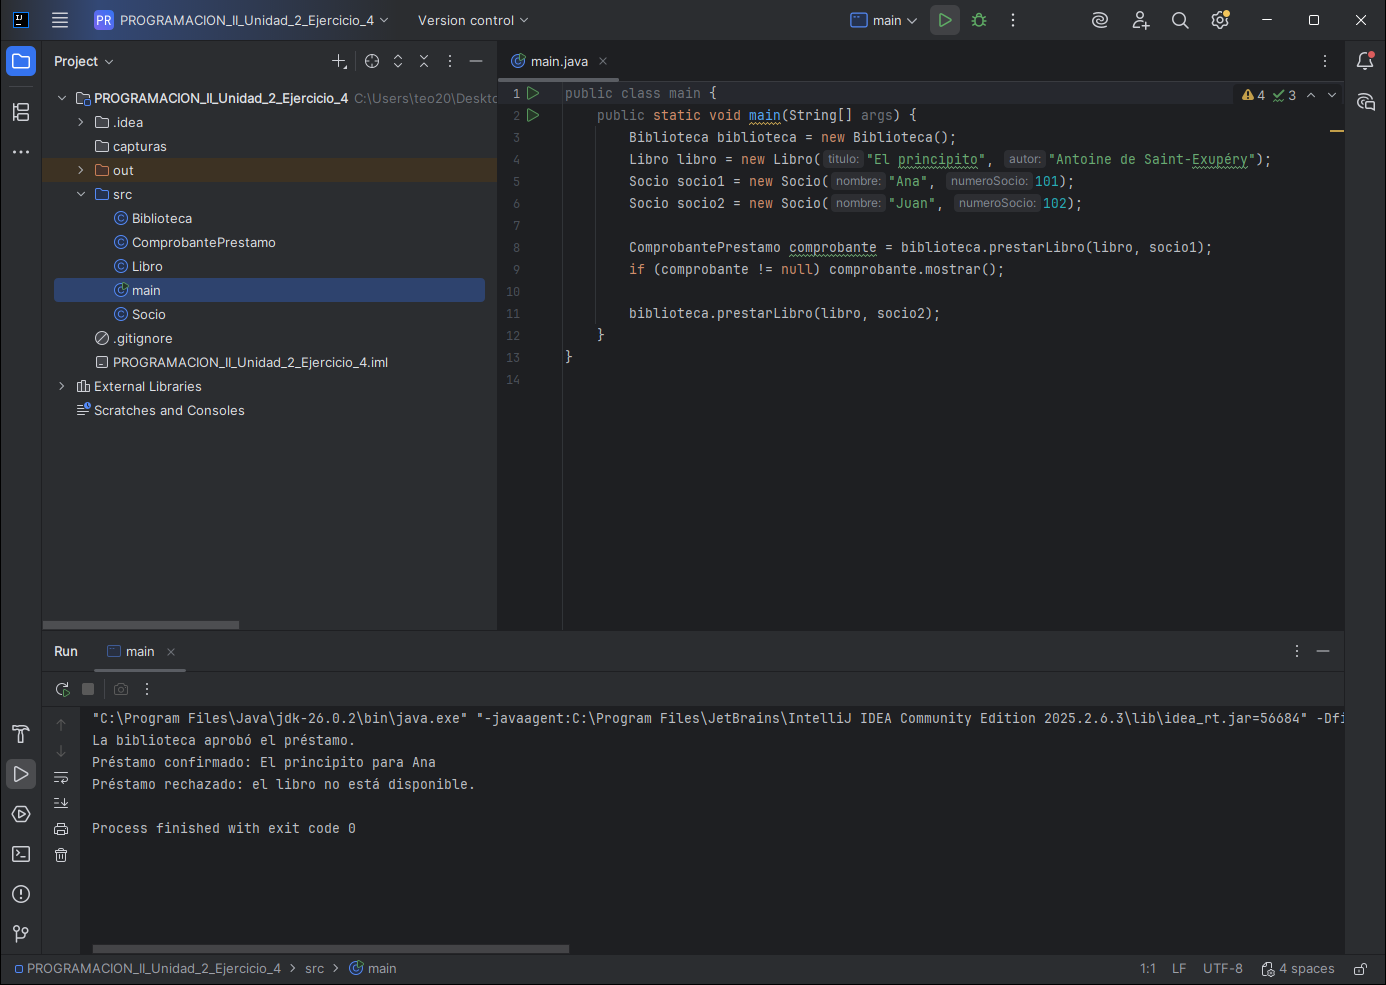 PR PROGRAMACION_II_Unidad_2_Ejercicio_4 Version control main
Project
main.java
PROGRAMACION_II_Unidad_2_Ejercicio_4 C:\Users\teo20\Deskto
.idea
capturas
out
src
Biblioteca
ComprobantePrestamo
Libro
main
Socio
.gitignore
PROGRAMACION_II_Unidad_2_Ejercicio_4.iml
External Libraries
Scratches and Consoles
4 3
1 public class main {
2 public static void main(String[] args) {
3 Biblioteca biblioteca = new Biblioteca();
4 Libro libro = new Libro( titulo: "El principito", autor: "Antoine de Saint-Exupéry");
5 Socio socio1 = new Socio( nombre: "Ana", numeroSocio: 101);
6 Socio socio2 = new Socio( nombre: "Juan", numeroSocio: 102);
7
8 ComprobantePrestamo comprobante = biblioteca.prestarLibro(libro, socio1);
9 if (comprobante != null) comprobante.mostrar();
10
11 biblioteca.prestarLibro(libro, socio2);
12 }
13 }
14
Run main
"C:\Program Files\Java\jdk-26.0.2\bin\java.exe" "-javaagent:C:\Program Files\JetBrains\IntelliJ IDEA Community Edition 2025.2.6.3\lib\idea_rt.jar=56684" -Dfi
La biblioteca aprobó el préstamo.
Préstamo confirmado: El principito para Ana
Préstamo rechazado: el libro no está disponible.
Process finished with exit code 0
PROGRAMACION_II_Unidad_2_Ejercicio_4 > src > main 1:1 LF UTF-8 4 spaces